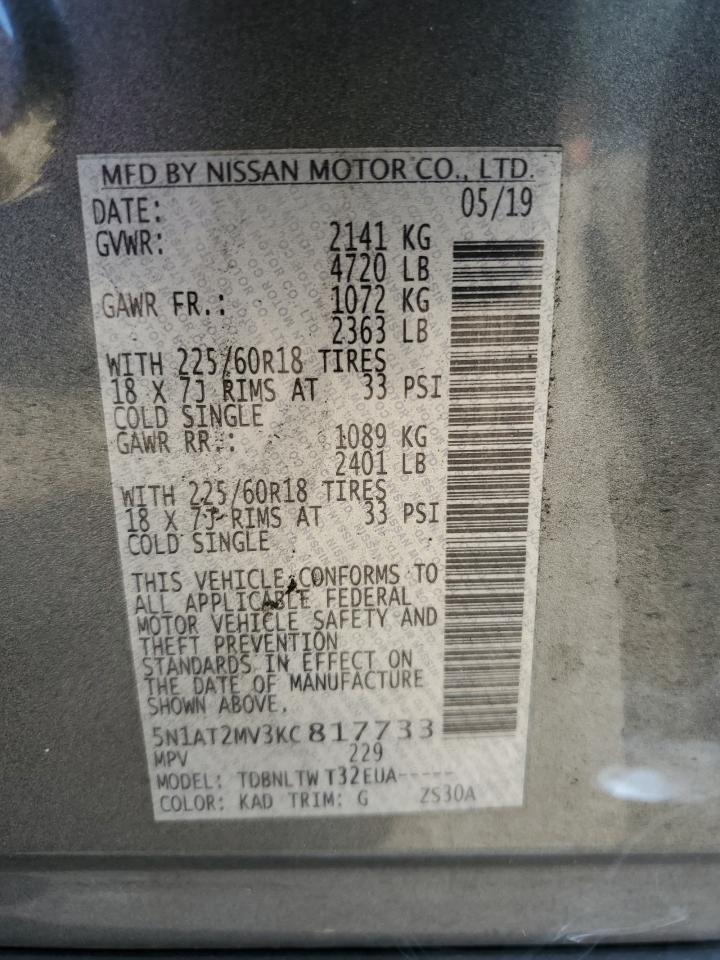 MFD BY NISSAN MOTOR CO., LTD.
DATE: 05/19
GVWR: 2141 KG
4720 LB
GAWR FR.: 1072 KG
2363 LB
WITH 225/60R18 TIRES
18 X 7J RIMS AT 33 PSI
COLD SINGLE
GAWR RR.: 1089 KG
2401 LB
WITH 225/60R18 TIRES
18 X 7J RIMS AT 33 PSI
COLD SINGLE
THIS VEHICLE CONFORMS TO
ALL APPLICABLE FEDERAL
MOTOR VEHICLE SAFETY AND
THEFT PREVENTION
STANDARDS IN EFFECT ON
THE DATE OF MANUFACTURE
SHOWN ABOVE.
5N1AT2MV3KC817733
MPV 229
MODEL: TDBNLTW T32EUA-----
COLOR: KAD TRIM: G ZS30A